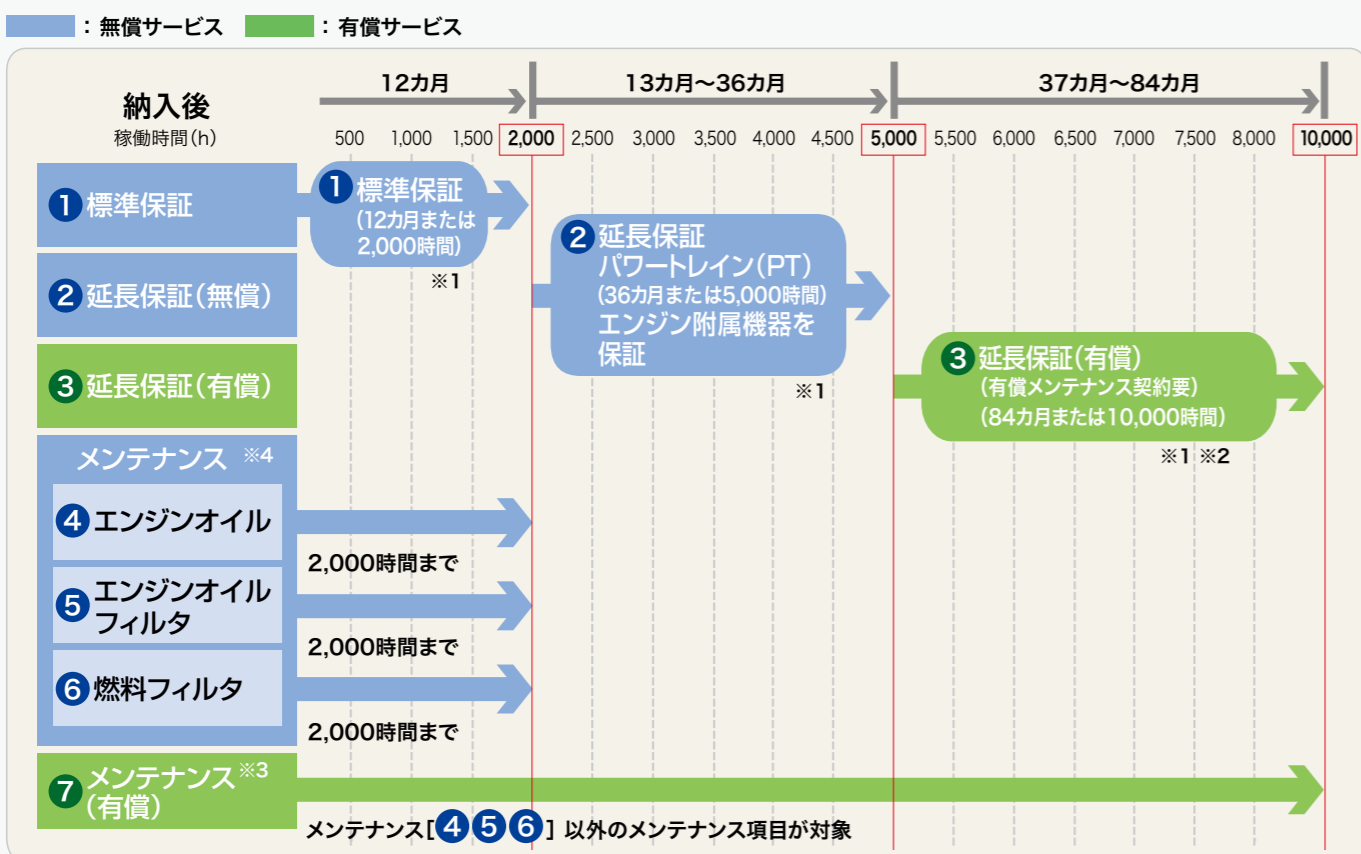 ：無償サービス ：有償サービス
12カ月 13カ月～36カ月 37カ月～84カ月
納入後
稼働時間(h) 500 1,000 1,500 2,000 2,500 3,000 3,500 4,000 4,500 5,000 5,500 6,000 6,500 7,000 7,500 8,000 10,000
❶標準保証
❶標準保証
(12カ月または
2,000時間)
※1
❷延長保証(無償)
❷延長保証
パワートレイン(PT)
(36カ月または5,000時間)
エンジン附属機器を
保証
※1
❸延長保証(有償)
❸延長保証(有償)
(有償メンテナンス契約要)
(84カ月または10,000時間)
※1 ※2
メンテナンス ※4
❹エンジンオイル
2,000時間まで
❺エンジンオイル
フィルタ
2,000時間まで
❻燃料フィルタ
2,000時間まで
❼メンテナンス※3
(有償)
メンテナンス[❹❺❻] 以外のメンテナンス項目が対象